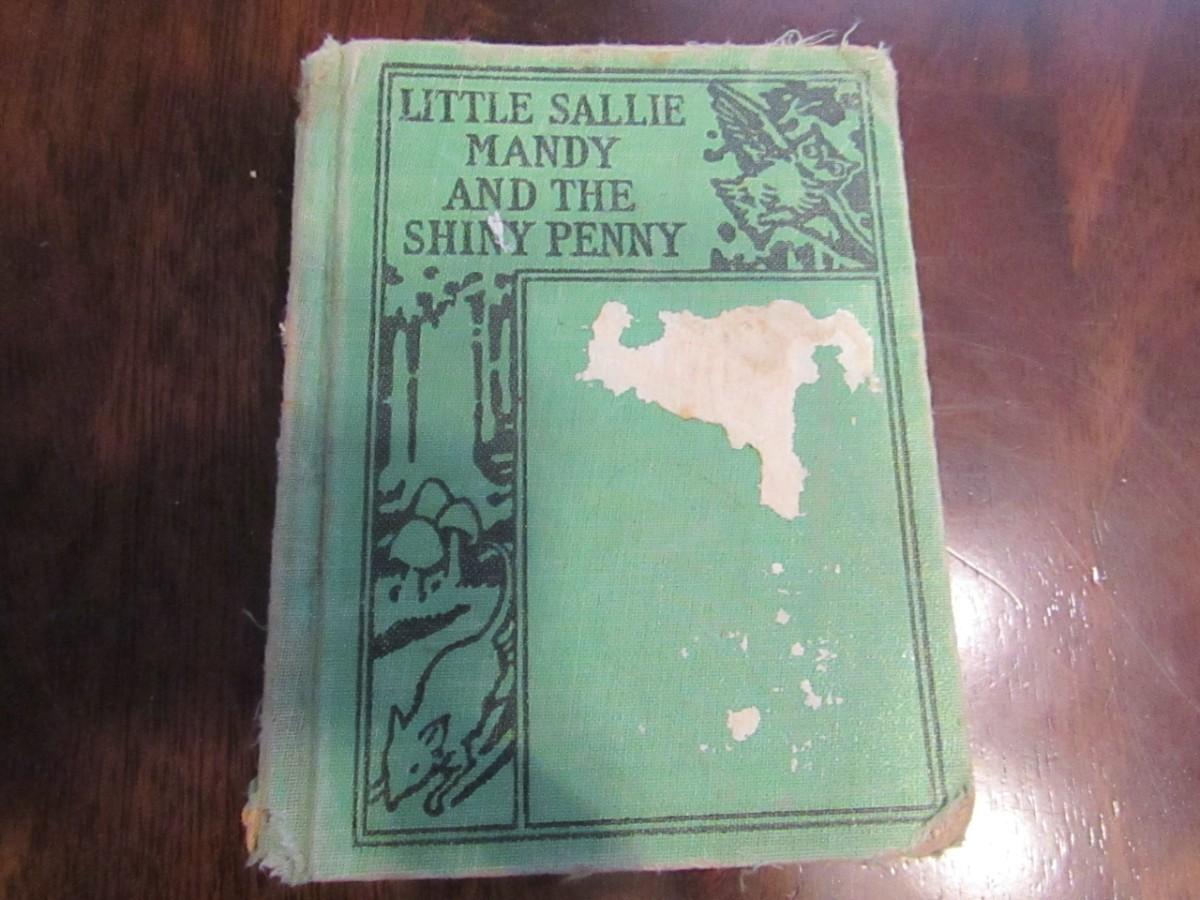 LITTLE SALLIE
MANDY
AND THE
SHINY PENNY